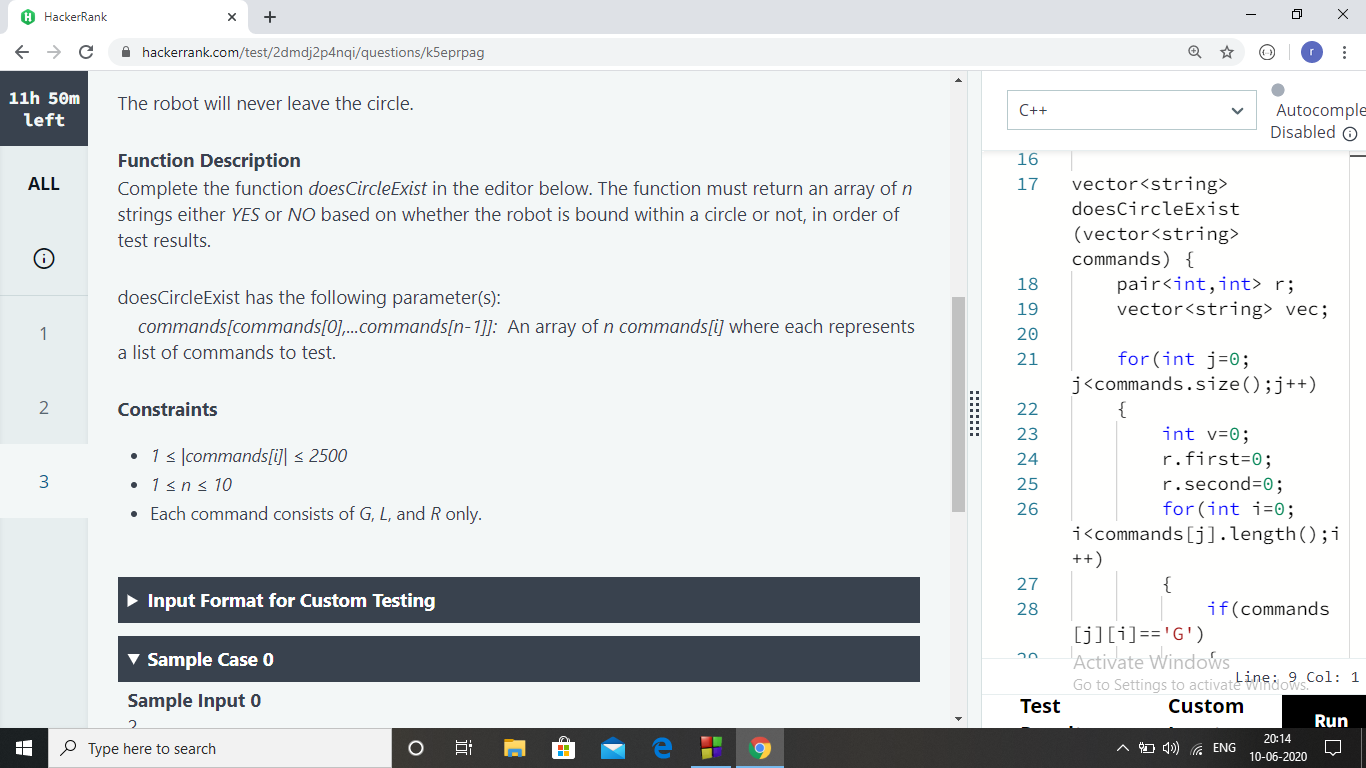 HackerRank
hackerrank.com/test/2dmdj2p4nqi/questions/k5eprpag
r
11h 50m
left
ALL
1
2
3
The robot will never leave the circle.
Function Description
Complete the function doesCircleExist in the editor below. The function must return an array of n
strings either YES or NO based on whether the robot is bound within a circle or not, in order of
test results.
doesCircleExist has the following parameter(s):
commands[commands[0],...commands[n-1]]: An array of n commands[i] where each represents
a list of commands to test.
Constraints
• 1 ≤ |commands[i]| ≤ 2500
• 1 ≤ n ≤ 10
• Each command consists of G, L, and R only.
Input Format for Custom Testing
Sample Case 0
Sample Input 0
2
C++
Autocomple
Disabled
16
17 vector<string>
doesCircleExist
(vector<string>
commands) {
18 pair<int,int> r;
19 vector<string> vec;
20
21 for(int j=0;
j<commands.size();j++)
22 {
23 int v=0;
24 r.first=0;
25 r.second=0;
26 for(int i=0;
i<commands[j].length();i
++)
27 {
28 if(commands
[j][i]=='G')
29 {
Activate Windows
Go to Settings to activate Windows.
Line: 9 Col: 1
Test
Custom
Run
Type here to search
ENG
20:14
10-06-2020